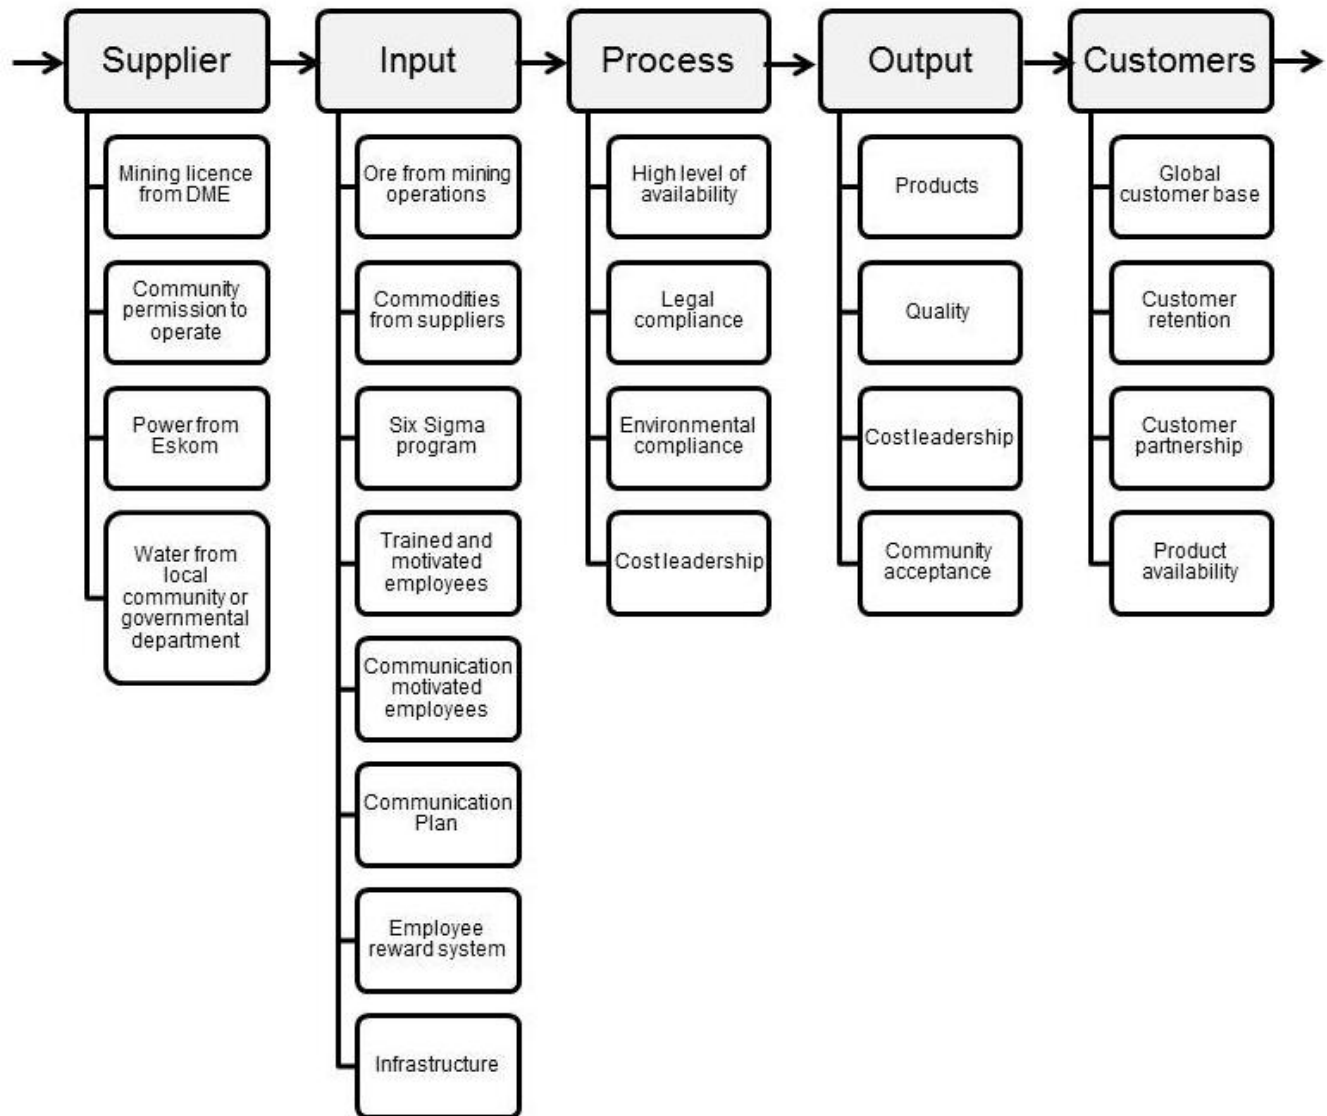 Supplier
Input
Process
Output
Customers
Mining licence
from DME
Community
permission to
operate
Power from
Eskom
Water from
local
community or
governmental
department
Ore from mining
operations
Commodities
from suppliers
Six Sigma
program
Trained and
motivated
employees
Communication
motivated
employees
Communication
Plan
Employee
reward system
Infrastructure
High level of
availability
Legal
compliance
Environmental
compliance
Cost leadership
Products
Quality
Cost leadership
Community
acceptance
Global
customer base
Customer
retention
Customer
partnership
Product
availability